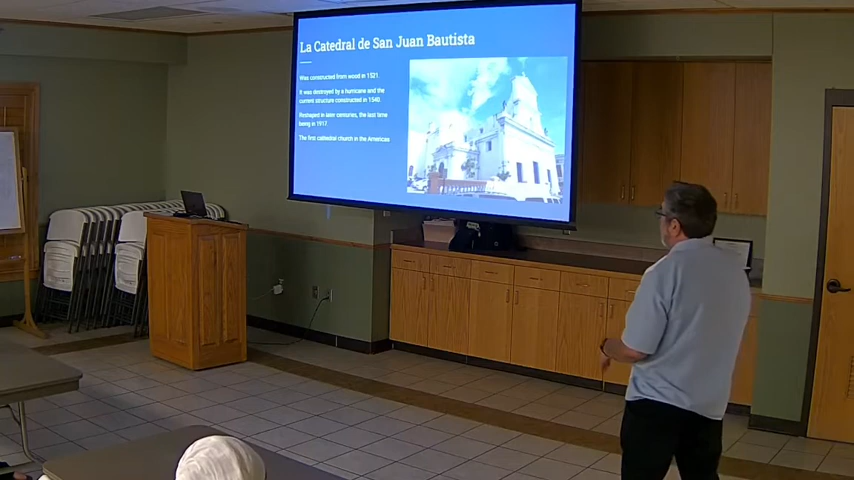 La Catedral de San Juan Bautista
Was constructed from wood in 1521.
It was destroyed by a hurricane and the
current structure constructed in 1540.
Reshaped in later centuries, the last time
being in 1917
The first cathedral church in the Americas